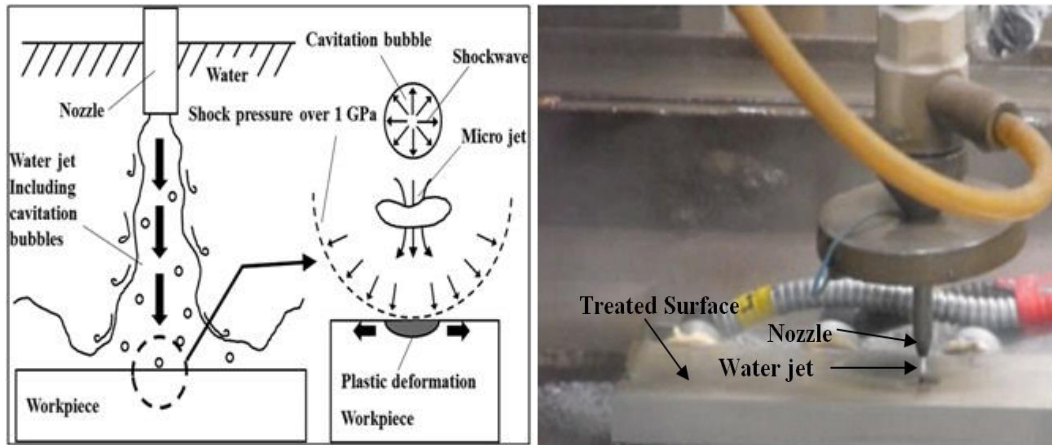 Nozzle
Water
Water jet
Including
cavitation
bubbles
Workpiece
Cavitation bubble
Shockwave
Shock pressure over 1 GPa
Micro jet
Plastic deformation
Workpiece
Treated Surface
Nozzle
Water jet